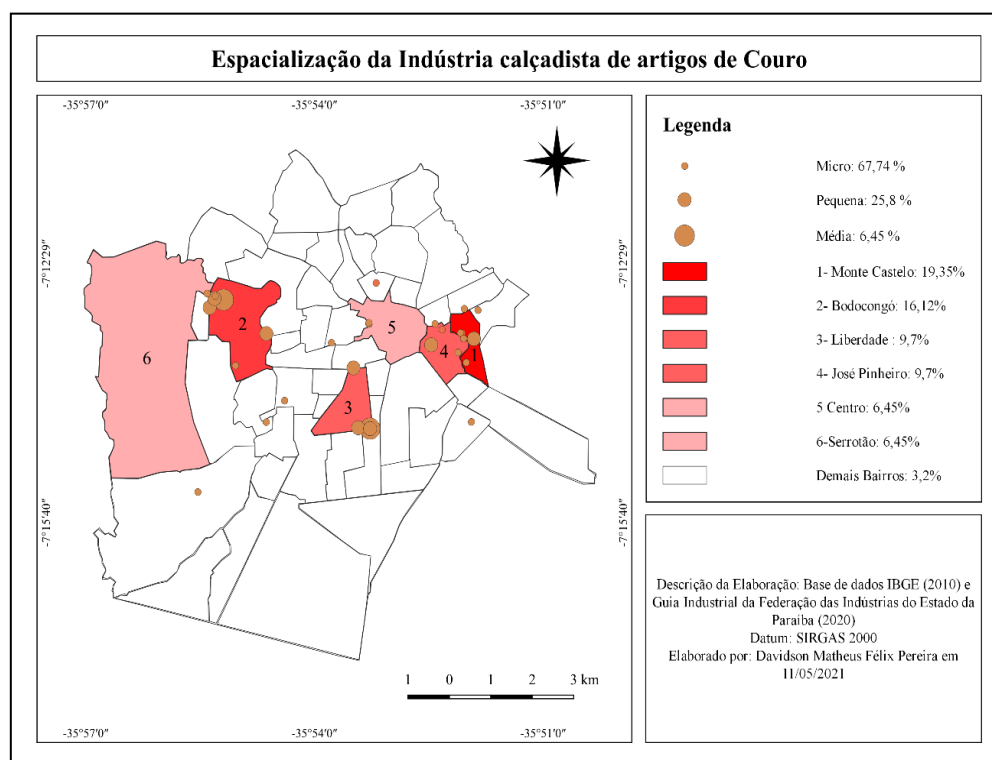 Espacialização da Indústria calçadista de artigos de Couro
-35°57'0"
-35°54'0"
-35°51'0"
-7°12'29"
-7°12'29"
-7°15'40"
-7°15'40"
1
2
3
4
5
6
1 0 1 2 3 km
-35°57'0"
-35°54'0"
-35°51'0"
Legenda
Micro: 67,74 %
Pequena: 25,8 %
Média: 6,45 %
1- Monte Castelo: 19,35%
2- Bodocongó: 16,12%
3- Liberdade : 9,7%
4- José Pinheiro: 9,7%
5 Centro: 6,45%
6-Serrotão: 6,45%
Demais Bairros: 3,2%
Descrição da Elaboração: Base de dados IBGE (2010) e
Guia Industrial da Federação das Indústrias do Estado da
Paraíba (2020)
Datum: SIRGAS 2000
Elaborado por: Davidson Matheus Félix Pereira em
11/05/2021